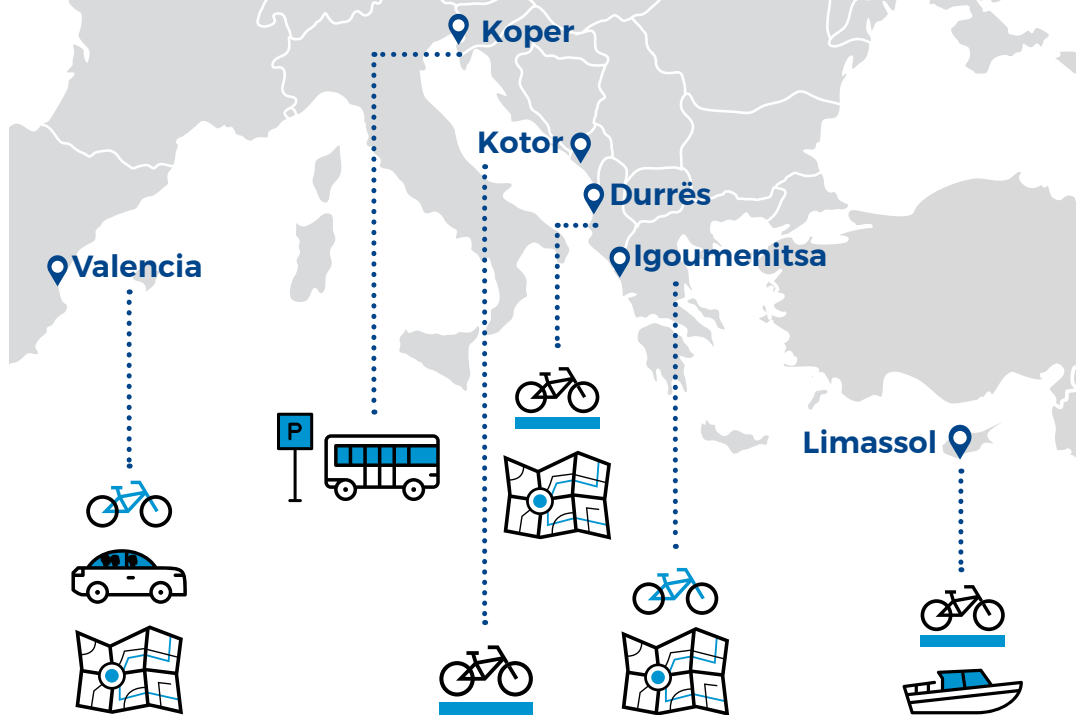 Koper
Kotor
Durrës
Igoumenitsa
Valencia
P
Limassol